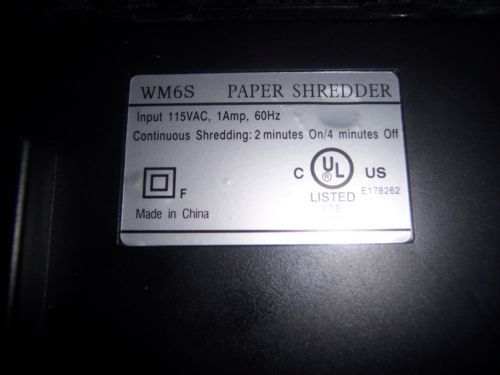 WM6S PAPER SHREDDER
Input 115VAC, 1Amp, 60Hz
Continuous Shredding: 2 minutes On/4 minutes Off
F
C UL ® US
LISTED E178262
Made in China